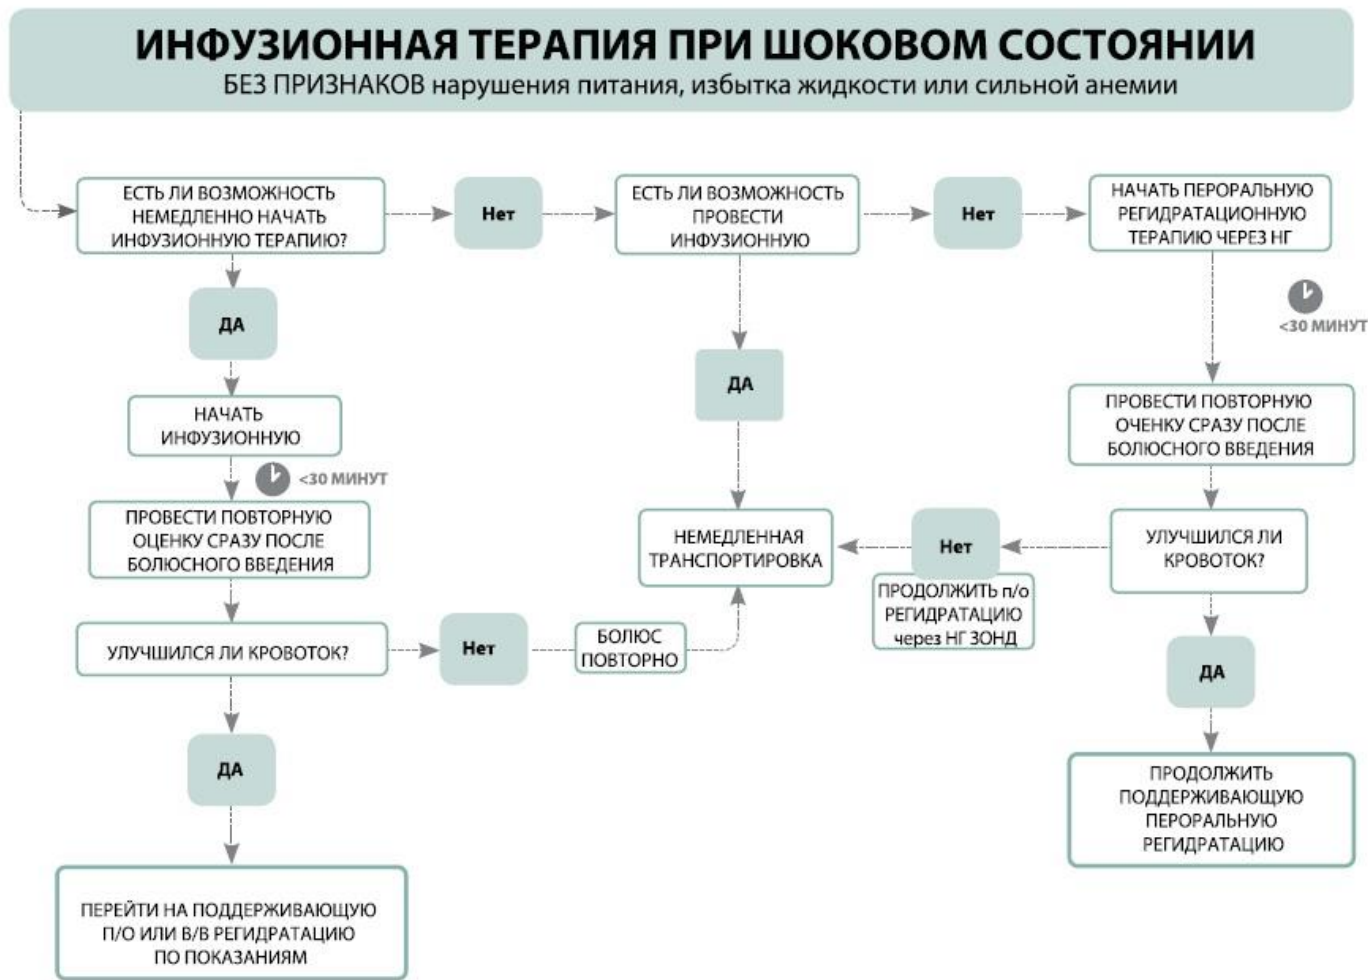 ИНФУЗИОННАЯ ТЕРАПИЯ ПРИ ШОКОВОМ СОСТОЯНИИ
БЕЗ ПРИЗНАКОВ нарушения питания, избытка жидкости или сильной анемии
ЕСТЬ ЛИ ВОЗМОЖНОСТЬ
НЕМЕДЛЕННО НАЧАТЬ
ИНФУЗИОННУЮ ТЕРАПИЮ?
Нет
ЕСТЬ ЛИ ВОЗМОЖНОСТЬ
ПРОВЕСТИ
ИНФУЗИОННУЮ
Нет
НАЧАТЬ ПЕРОРАЛЬНУЮ
РЕГИДРАТАЦИОННУЮ
ТЕРАПИЮ ЧЕРЕЗ НГ
ДА
<30 МИНУТ
ДА
НАЧАТЬ
ИНФУЗИОННУЮ
ПРОВЕСТИ ПОВТОРНУЮ
ОЧЕНКУ СРАЗУ ПОСЛЕ
БОЛЮСНОГО ВВЕДЕНИЯ
<30 МИНУТ
ПРОВЕСТИ ПОВТОРНУЮ
ОЦЕНКУ СРАЗУ ПОСЛЕ
БОЛЮСНОГО ВВЕДЕНИЯ
НЕМЕДЛЕННАЯ
ТРАНСПОРТИРОВКА
Нет
УЛУЧШИЛСЯ ЛИ
КРОВОТОК?
ПРОДОЛЖИТЬ п/о
РЕГИДРАТАЦИЮ
через НГ ЗОНД
УЛУЧШИЛСЯ ЛИ КРОВОТОК?
Нет
БОЛЮС
ПОВТОРНО
ДА
ДА
ПРОДОЛЖИТЬ
ПОДДЕРЖИВАЮЩУЮ
ПЕРОРАЛЬНУЮ
РЕГИДРАТАЦИЮ
ПЕРЕЙТИ НА ПОДДЕРЖИВАЮЩУЮ
П/О ИЛИ В/В РЕГИДРАТАЦИЮ
ПО ПОКАЗАНИЯМ